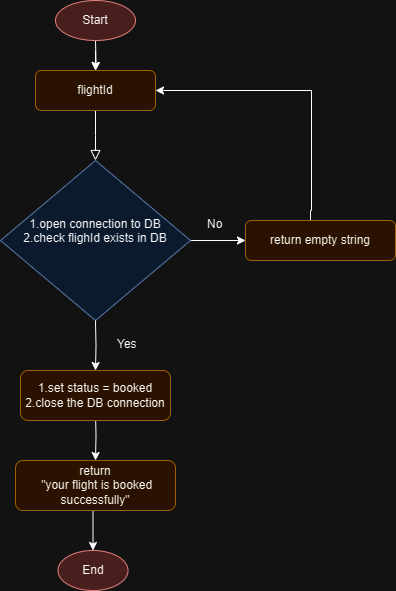 Start
flightId
1.open connection to DB
2.check flighId exists in DB
No
return empty string
Yes
1.set status = booked
2.close the DB connection
return
"your flight is booked
successfully"
End